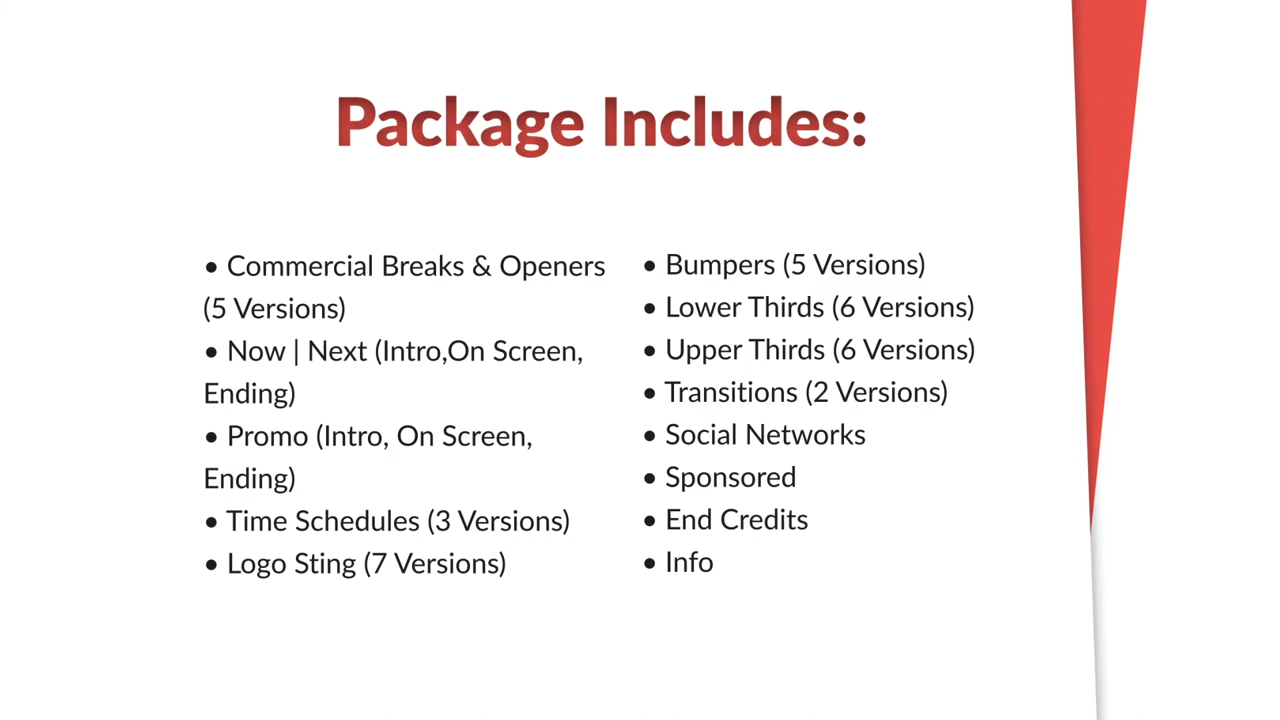 Package Includes:
• Commercial Breaks & Openers
(5 Versions)
• Now | Next (Intro,On Screen,
Ending)
• Promo (Intro, On Screen,
Ending)
• Time Schedules (3 Versions)
• Logo Sting (7 Versions)
• Bumpers (5 Versions)
• Lower Thirds (6 Versions)
• Upper Thirds (6 Versions)
• Transitions (2 Versions)
• Social Networks
• Sponsored
• End Credits
• Info